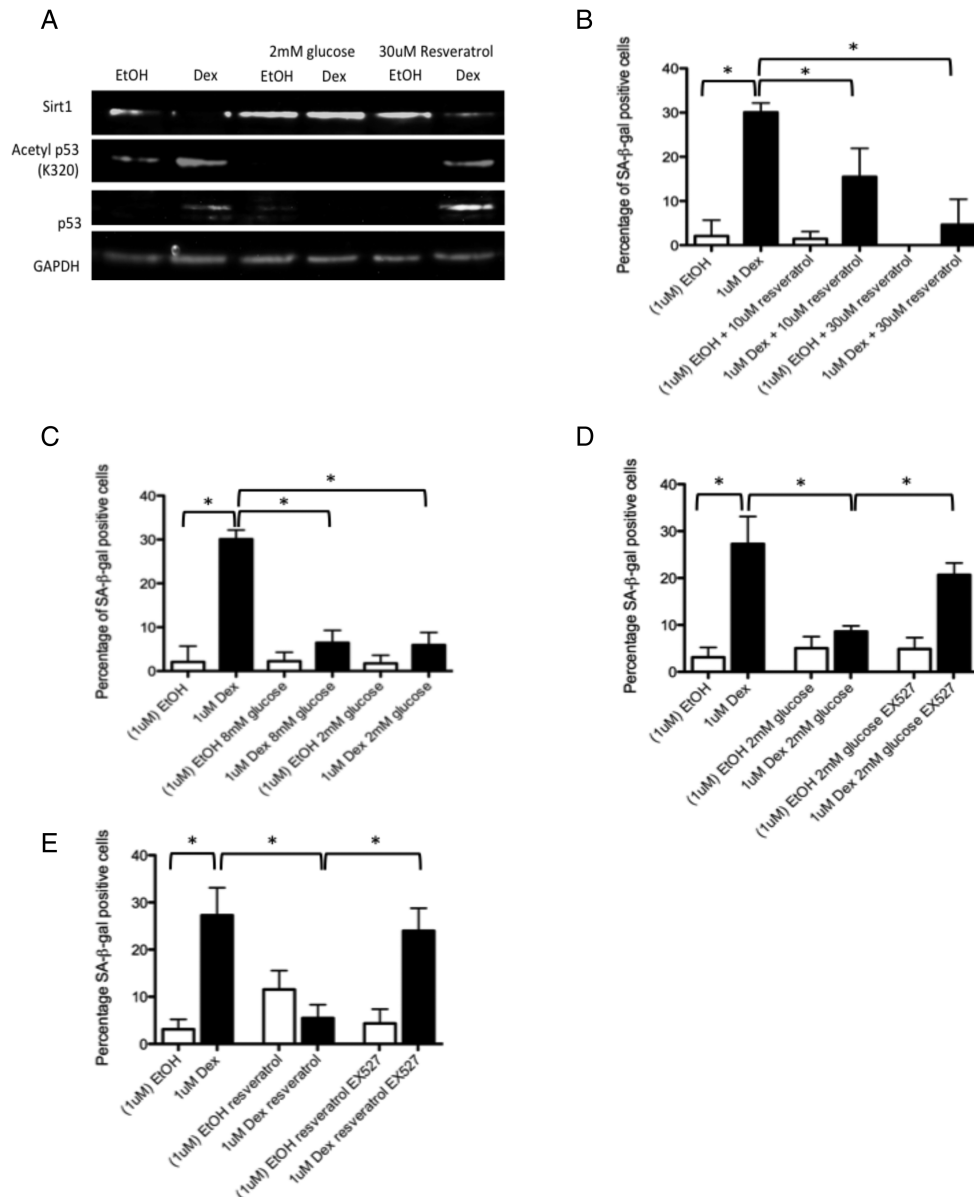 A
2mM glucose 30uM Resveratrol
EtOH Dex EtOH Dex EtOH Dex
Sirt1
Acetyl p53
(K320)
p53
GAPDH
B
Percentage of SA-β-gal positive cells
40
30
20
10
0
* * *
(1uM) EtOH
1uM Dex
(1uM) EtOH + 10uM resveratrol
1uM Dex + 10uM resveratrol
(1uM) EtOH + 30uM resveratrol
1uM Dex + 30uM resveratrol
C
Percentage of SA-β-gal positive cells
40
30
20
10
0
* * *
(1uM) EtOH
1uM Dex
(1uM) EtOH 8mM glucose
1uM Dex 8mM glucose
(1uM) EtOH 2mM glucose
1uM Dex 2mM glucose
D
Percentage SA-β-gal positive cells
40
30
20
10
0
* * *
(1uM) EtOH
1uM Dex
(1uM) EtOH 2mM glucose
1uM Dex 2mM glucose
(1uM) EtOH 2mM glucose EX527
1uM Dex 2mM glucose EX527
E
Percentage SA-β-gal positive cells
40
30
20
10
0
* * *
(1uM) EtOH
1uM Dex
(1uM) EtOH resveratrol
1uM Dex resveratrol
(1uM) EtOH resveratrol EX527
1uM Dex resveratrol EX527